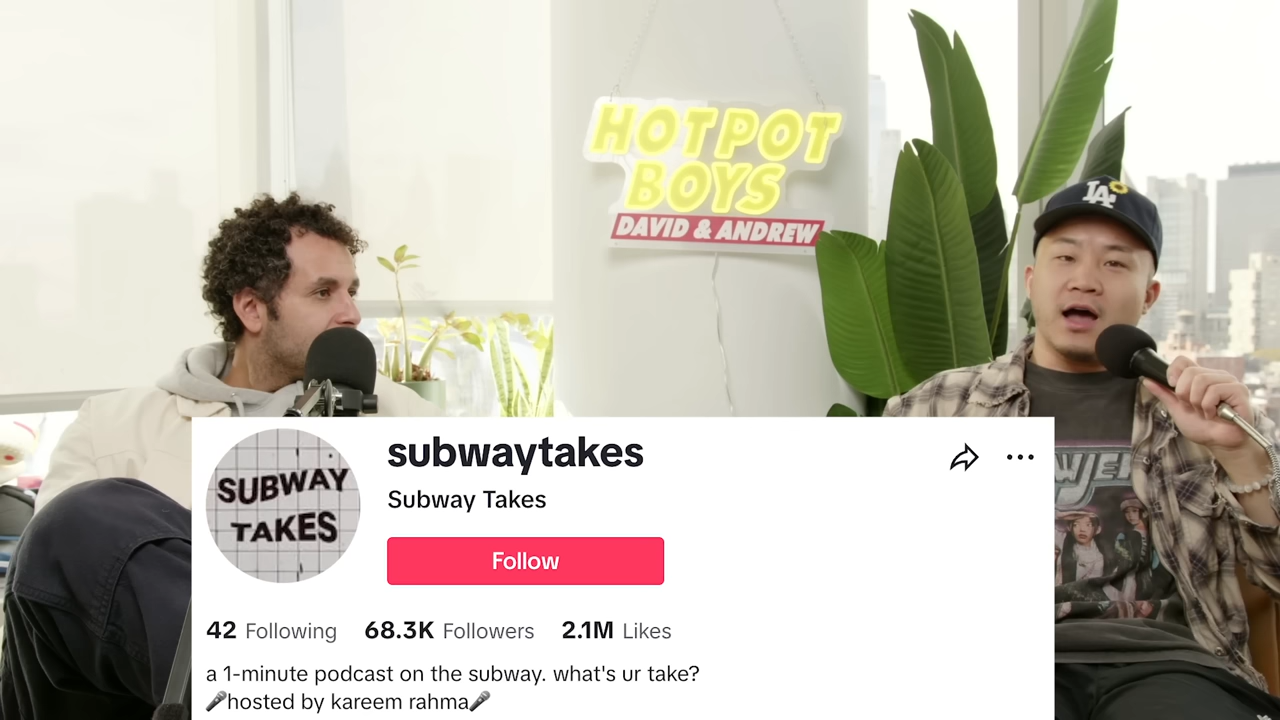 HOTPOT
BOYS
DAVID & ANDREW
LA
SUBWAY
TAKES
subwaytakes
Subway Takes
Follow
42 Following 68.3K Followers 2.1M Likes
a 1-minute podcast on the subway. what's ur take?
🎤hosted by kareem rahma🎤